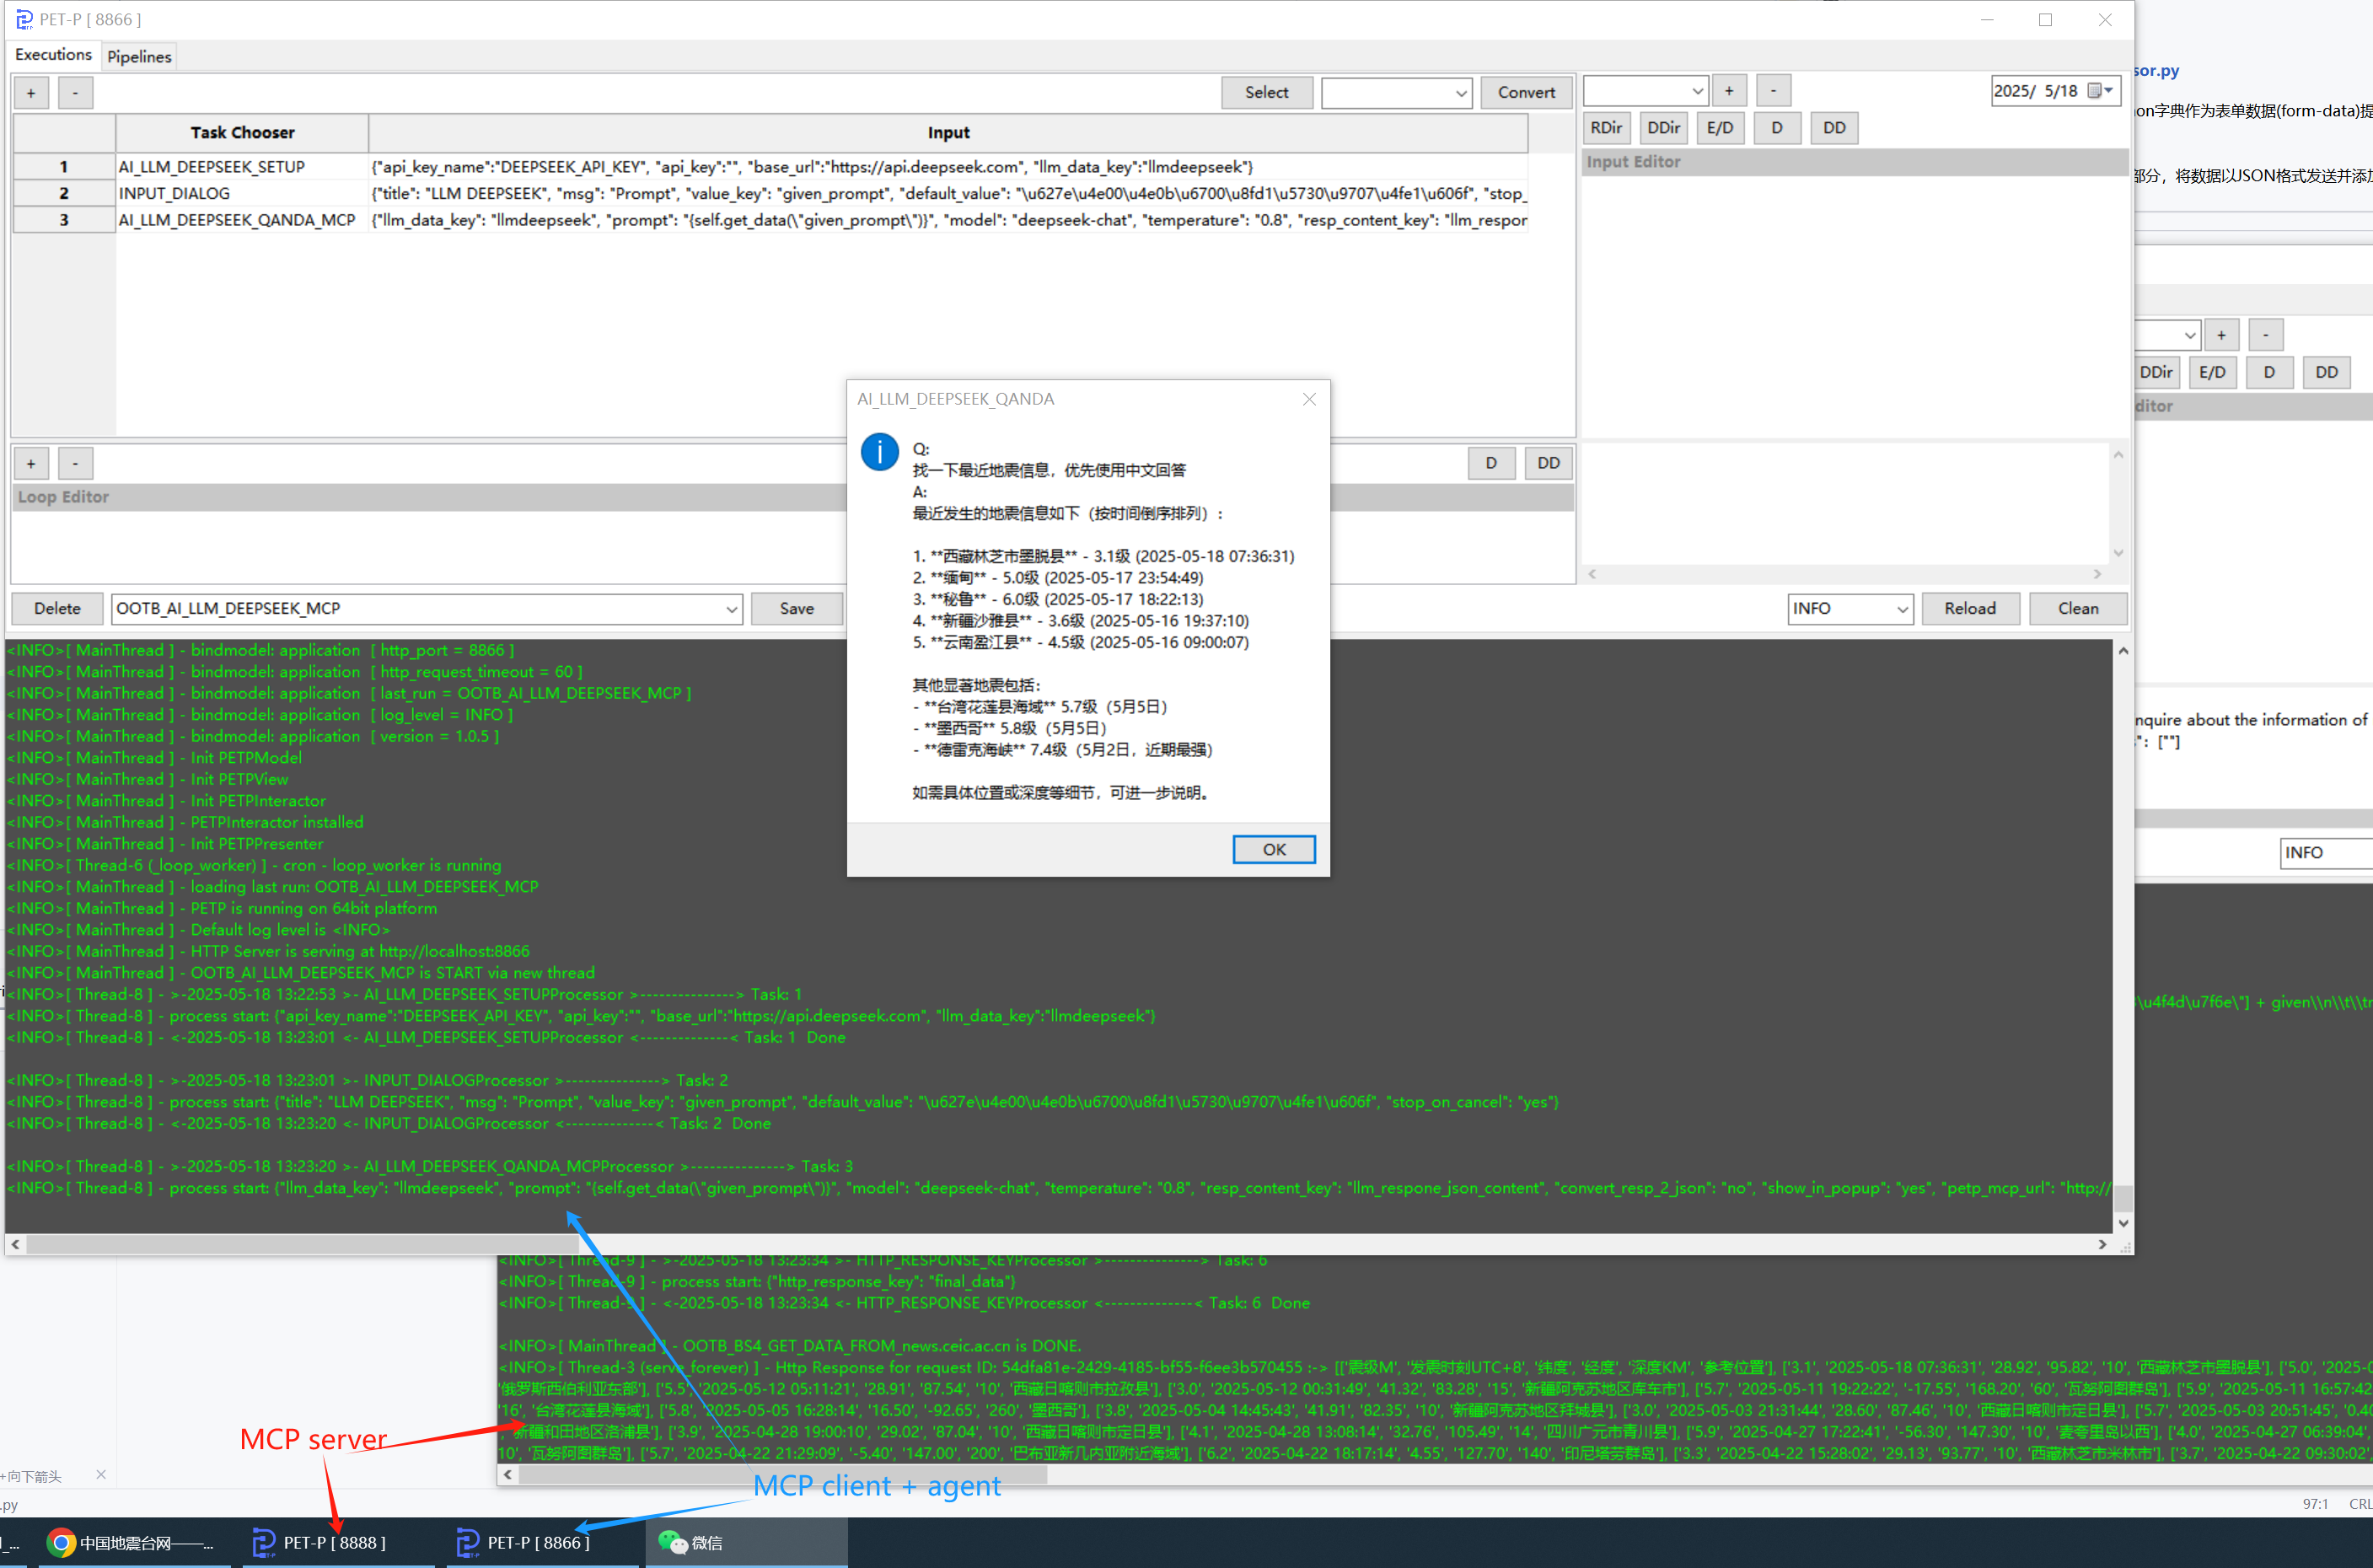 PET-P [ 8866 ]
Executions Pipelines
+ - Select Convert + - 2025/ 5/18
RDir DDir E/D D DD
Task Chooser Input
Input Editor
1 AI_LLM_DEEPSEEK_SETUP {"api_key_name":"DEEPSEEK_API_KEY", "api_key":"", "base_url":"https://api.deepseek.com", "llm_data_key":"llmdeepseek"}
2 INPUT_DIALOG {"title": "LLM DEEPSEEK", "msg": "Prompt", "value_key": "given_prompt", "default_value": "\u627e\u4e00\u4e0b\u6700\u8fd1\u5730\u9707\u4fe1\u606f", "stop_
3 AI_LLM_DEEPSEEK_QANDA_MCP {"llm_data_key": "llmdeepseek", "prompt": "{self.get_data(\"given_prompt\")}", "model": "deepseek-chat", "temperature": "0.8", "resp_content_key": "llm_respor
sor.py
on字典作为表单数据(form-data)提
部分，将数据以JSON格式发送并添加
+ -
DDir E/D D DD
ditor
+ - D DD
Loop Editor
AI_LLM_DEEPSEEK_QANDA
Q:
找一下最近地震信息，优先使用中文回答
A:
最近发生的地震信息如下（按时间倒序排列）:
1. **西藏林芝市墨脱县** - 3.1级 (2025-05-18 07:36:31)
2. **缅甸** - 5.0级 (2025-05-17 23:54:49)
3. **秘鲁** - 6.0级 (2025-05-17 18:22:13)
4. **新疆沙雅县** - 3.6级 (2025-05-16 19:37:10)
5. **云南盈江县** - 4.5级 (2025-05-16 09:00:07)
其他显著地震包括:
- **台湾花莲县海域** 5.7级（5月5日）
- **墨西哥** 5.8级（5月5日）
- **德雷克海峡** 7.4级（5月2日，近期最强）
如需具体位置或深度等细节，可进一步说明。
OK
Delete OOTB_AI_LLM_DEEPSEEK_MCP Save INFO Reload Clean
nquire about the information of
": [""]
INFO
<INFO>[ MainThread ] - bindmodel: application  [ http_port = 8866 ]
<INFO>[ MainThread ] - bindmodel: application  [ http_request_timeout = 60 ]
<INFO>[ MainThread ] - bindmodel: application  [ last_run = OOTB_AI_LLM_DEEPSEEK_MCP ]
<INFO>[ MainThread ] - bindmodel: application  [ log_level = INFO ]
<INFO>[ MainThread ] - bindmodel: application  [ version = 1.0.5 ]
<INFO>[ MainThread ] - Init PETPModel
<INFO>[ MainThread ] - Init PETPView
<INFO>[ MainThread ] - Init PETPInteractor
<INFO>[ MainThread ] - PETPInteractor installed
<INFO>[ MainThread ] - Init PETPPresenter
<INFO>[ Thread-6 (_loop_worker) ] - cron - loop_worker is running
<INFO>[ MainThread ] - loading last run: OOTB_AI_LLM_DEEPSEEK_MCP
<INFO>[ MainThread ] - PETP is running on 64bit platform
<INFO>[ MainThread ] - Default log level is <INFO>
<INFO>[ MainThread ] - HTTP Server is serving at http://localhost:8866
<INFO>[ MainThread ] - OOTB_AI_LLM_DEEPSEEK_MCP is START via new thread
<INFO>[ Thread-8 ] - >-2025-05-18 13:22:53 >- AI_LLM_DEEPSEEK_SETUPProcessor >---------------> Task: 1
\u4f4d\u7f6e\"] + given\\n\\t\\tr
<INFO>[ Thread-8 ] - process start: {"api_key_name":"DEEPSEEK_API_KEY", "api_key":"", "base_url":"https://api.deepseek.com", "llm_data_key":"llmdeepseek"}
<INFO>[ Thread-8 ] - <-2025-05-18 13:23:01 <- AI_LLM_DEEPSEEK_SETUPProcessor <--------------< Task: 1  Done
<INFO>[ Thread-8 ] - >-2025-05-18 13:23:01 >- INPUT_DIALOGProcessor >---------------> Task: 2
<INFO>[ Thread-8 ] - process start: {"title": "LLM DEEPSEEK", "msg": "Prompt", "value_key": "given_prompt", "default_value": "\u627e\u4e00\u4e0b\u6700\u8fd1\u5730\u9707\u4fe1\u606f", "stop_on_cancel": "yes"}
<INFO>[ Thread-8 ] - <-2025-05-18 13:23:20 <- INPUT_DIALOGProcessor <--------------< Task: 2  Done
<INFO>[ Thread-8 ] - >-2025-05-18 13:23:20 >- AI_LLM_DEEPSEEK_QANDA_MCPProcessor >---------------> Task: 3
<INFO>[ Thread-8 ] - process start: {"llm_data_key": "llmdeepseek", "prompt": "{self.get_data(\"given_prompt\")}", "model": "deepseek-chat", "temperature": "0.8", "resp_content_key": "llm_respone_json_content", "convert_resp_2_json": "no", "show_in_popup": "yes", "petp_mcp_url": "http://
<INFO>[ Thread-9 ] - >-2025-05-18 13:23:34 >- HTTP_RESPONSE_KEYProcessor >---------------> Task: 6
<INFO>[ Thread-9 ] - process start: {"http_response_key": "final_data"}
<INFO>[ Thread-9 ] - <-2025-05-18 13:23:34 <- HTTP_RESPONSE_KEYProcessor <--------------< Task: 6  Done
<INFO>[ MainThread ] - OOTB_BS4_GET_DATA_FROM_news.ceic.ac.cn is DONE.
<INFO>[ Thread-3 (serve_forever) ] - Http Response for request ID: 54dfa81e-2429-4185-bf55-f6ee3b570455 :-> [['震级M', '发震时刻UTC+8', '纬度', '经度', '深度KM', '参考位置'], ['3.1', '2025-05-18 07:36:31', '28.92', '95.82', '10', '西藏林芝市墨脱县'], ['5.0', '2025-0
'俄罗斯西伯利亚东部'], ['5.5', '2025-05-12 05:11:21', '28.91', '87.54', '10', '西藏日喀则市拉孜县'], ['3.0', '2025-05-12 00:31:49', '41.32', '83.28', '15', '新疆阿克苏地区库车市'], ['5.7', '2025-05-11 19:22:22', '-17.55', '168.20', '60', '瓦努阿图群岛'], ['5.9', '2025-05-11 16:57:42
'16', '台湾花莲县海域'], ['5.8', '2025-05-05 16:28:14', '16.50', '-92.65', '260', '墨西哥'], ['3.8', '2025-05-04 14:45:43', '41.91', '82.35', '10', '新疆阿克苏地区拜城县'], ['3.0', '2025-05-03 21:31:44', '28.60', '87.46', '10', '西藏日喀则市定日县'], ['5.7', '2025-05-03 20:51:45', '0.40
'新疆和田地区洛浦县'], ['3.9', '2025-04-28 19:00:10', '29.02', '87.04', '10', '西藏日喀则市定日县'], ['4.1', '2025-04-28 13:08:14', '32.76', '105.49', '14', '四川广元市青川县'], ['5.9', '2025-04-27 17:22:41', '-56.30', '147.30', '10', '麦夸里岛以西'], ['4.0', '2025-04-27 06:39:04'
10', '瓦努阿图群岛'], ['5.7', '2025-04-22 21:29:09', '-5.40', '147.00', '200', '巴布亚新几内亚附近海域'], ['6.2', '2025-04-22 18:17:14', '4.55', '127.70', '140', '印尼塔劳群岛'], ['3.3', '2025-04-22 15:28:02', '29.13', '93.77', '10', '西藏林芝市米林市'], ['3.7', '2025-04-22 09:30:02'
MCP server
MCP client + agent
+向下箭头
.py
97:1 CRL
中国地震台网——... PET-P [ 8888 ] PET-P [ 8866 ] 微信